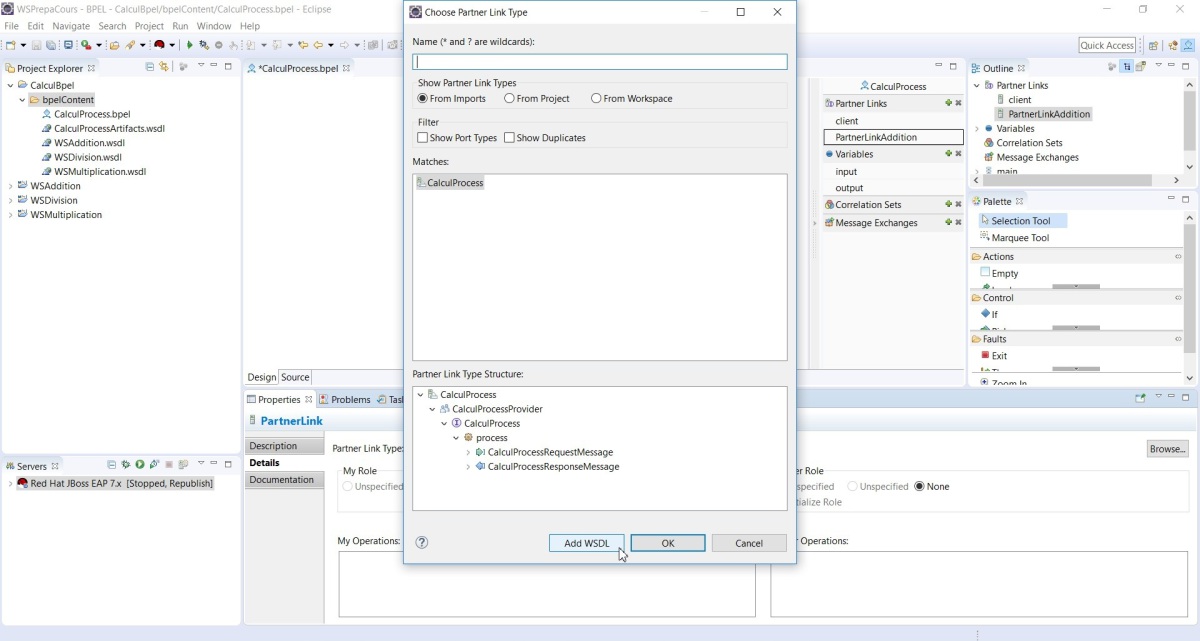 WSPrepaCours - BPEL - CalculBpel/bpelContent/CalculProcess.bpel - Eclipse
File Edit Navigate Search Project Run Window Help
Quick Access
Project Explorer
CalculBpel
bpelContent
CalculProcess.bpel
CalculProcessArtifacts.wsdl
WSAddition.wsdl
WSDivision.wsdl
WSMultiplication.wsdl
WSAddition
WSDivision
WSMultiplication
Servers
Red Hat JBoss EAP 7.x [Stopped, Republish]
*CalculProcess.bpel
Design Source
Properties Problems
PartnerLink
Description
Details
Documentation
Partner Link Type:
My Role
Unspecified
My Operations:
Choose Partner Link Type
Name (* and ? are wildcards):
Show Partner Link Types
From Imports From Project From Workspace
Filter
Show Port Types Show Duplicates
Matches:
CalculProcess
Partner Link Type Structure:
CalculProcess
CalculProcessProvider
CalculProcess
process
CalculProcessRequestMessage
CalculProcessResponseMessage
Add WSDL OK Cancel
CalculProcess
Partner Links
client
PartnerLinkAddition
Variables
input
output
Correlation Sets
Message Exchanges
Browse...
Role
Unspecified None
Role
Operations:
Outline
Partner Links
client
PartnerLinkAddition
Variables
Correlation Sets
Message Exchanges
main
Palette
Selection Tool
Marquee Tool
Actions
Empty
Control
If
Faults
Exit
Zoom In